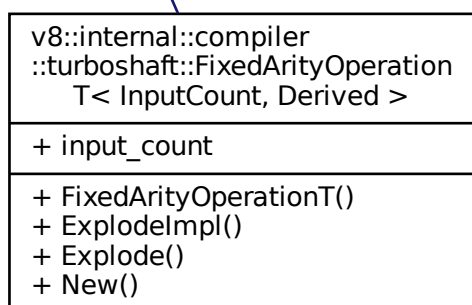 v8::internal::compiler
::turboshaft::FixedArityOperation
T< InputCount, Derived >
+ input_count
+ FixedArityOperationT()
+ ExplodeImpl()
+ Explode()
+ New()